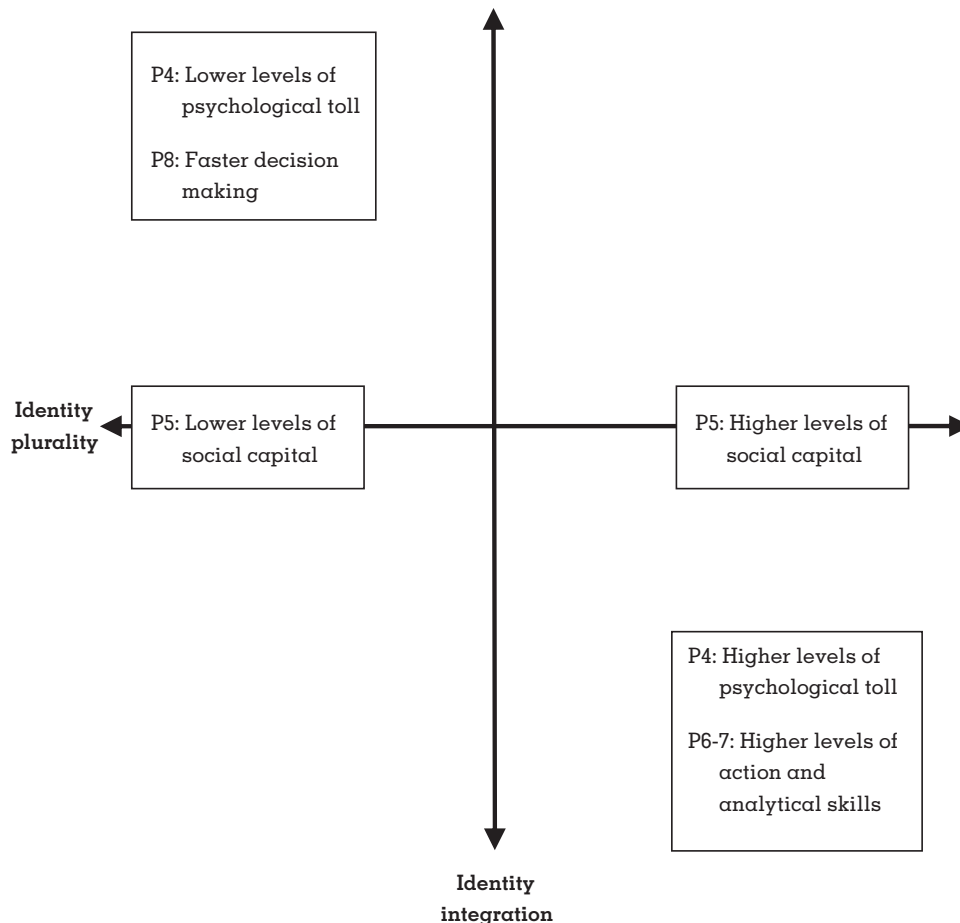 P4: Lower levels of
psychological toll
P8: Faster decision
making
Identity
plurality
P5: Lower levels of
social capital
P5: Higher levels of
social capital
P4: Higher levels of
psychological toll
P6-7: Higher levels of
action and
analytical skills
Identity
integration